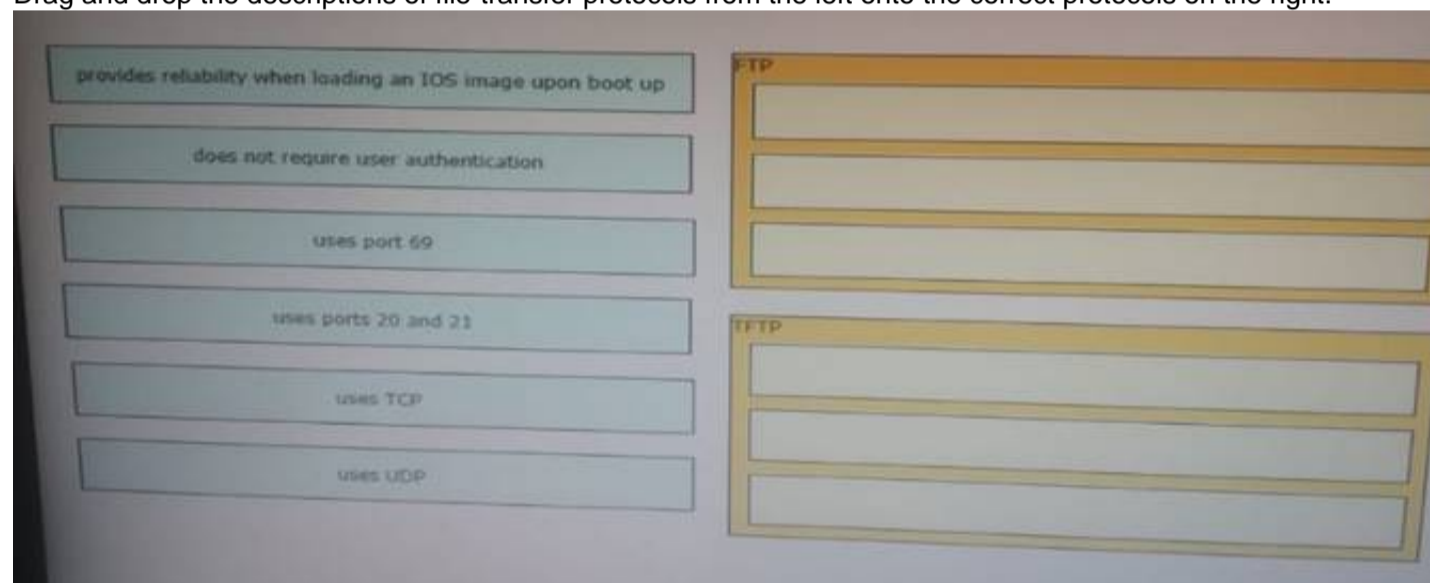 Drag and drop the descriptions of file-transfer protocols from the left onto the correct protocols on the right.
provides reliability when loading an IOS image upon boot up
does not require user authentication
uses port 69
uses ports 20 and 21
uses TCP
uses UDP
FTP
TFTP